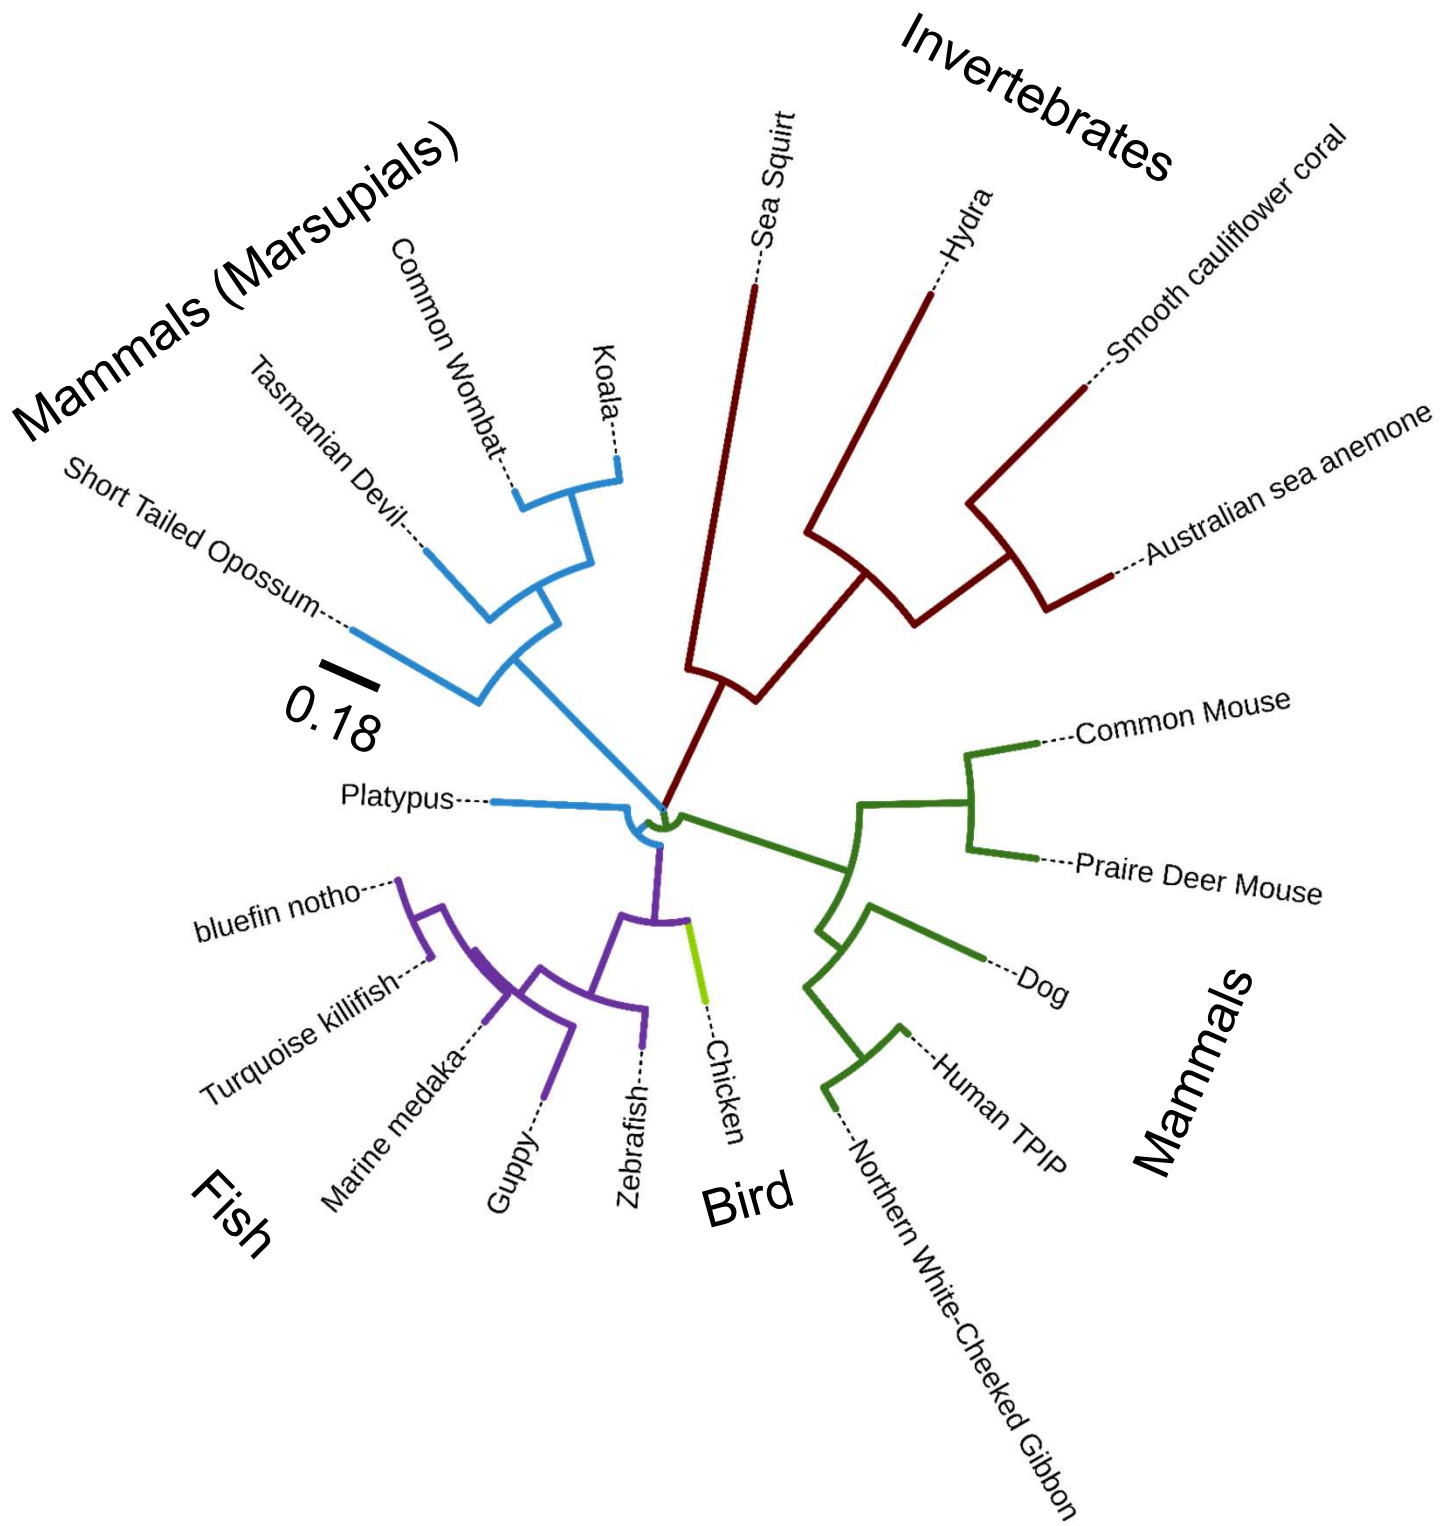 Invertebrates
Sea Squirt
Hydra
Smooth cauliflower coral
Australian sea anemone
Mammals (Marsupials)
Koala
Common Wombat
Tasmanian Devil
Short Tailed Opossum
0.18
Platypus
Common Mouse
Praire Deer Mouse
Dog
Human TPIP
Northern White-Cheeked Gibbon
Mammals
bluefin notho
Turquoise killifish
Marine medaka
Guppy
Zebrafish
Chicken
Fish
Bird